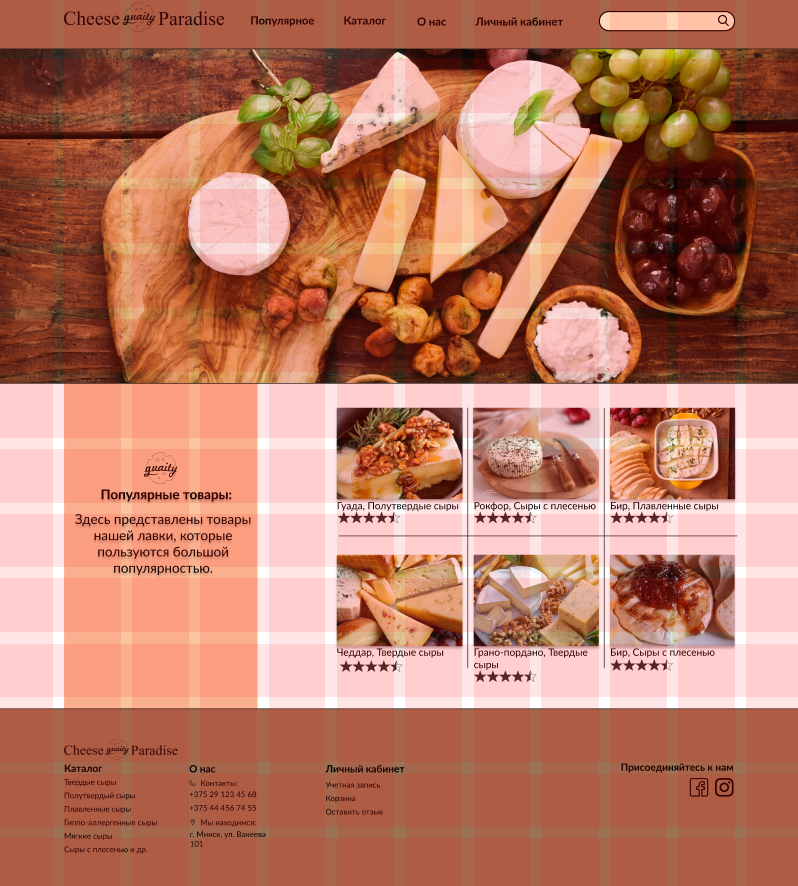 Cheese guaity Paradise
Популярное
Каталог
О нас
Личный кабинет
guaity
Популярные товары:
Здесь представлены товары
нашей лавки, которые
пользуются большой
популярностью.
Гуада, Полутвердые сыры
Рокфор, Сыры с плесенью
Бир, Плавленные сыры
Чеддар, Твердые сыры
Грано-пордано, Твердые
сыры
Бир, Сыры с плесенью
Cheese guaity Paradise
Каталог
Твердые сыры
Полутвердый сыры
Плавленные сыры
Гиппо-аллергенные сыры
Мягкие сыры
Сыры с плесенью и др.
О нас
Контакты:
+375 29 123 45 68
+375 44 456 74 55
Мы находимся:
г. Минск, ул. Ванеева
101
Личный кабинет
Учетная запись
Корзина
Оставить отзыв
Присоединяйтесь к нам